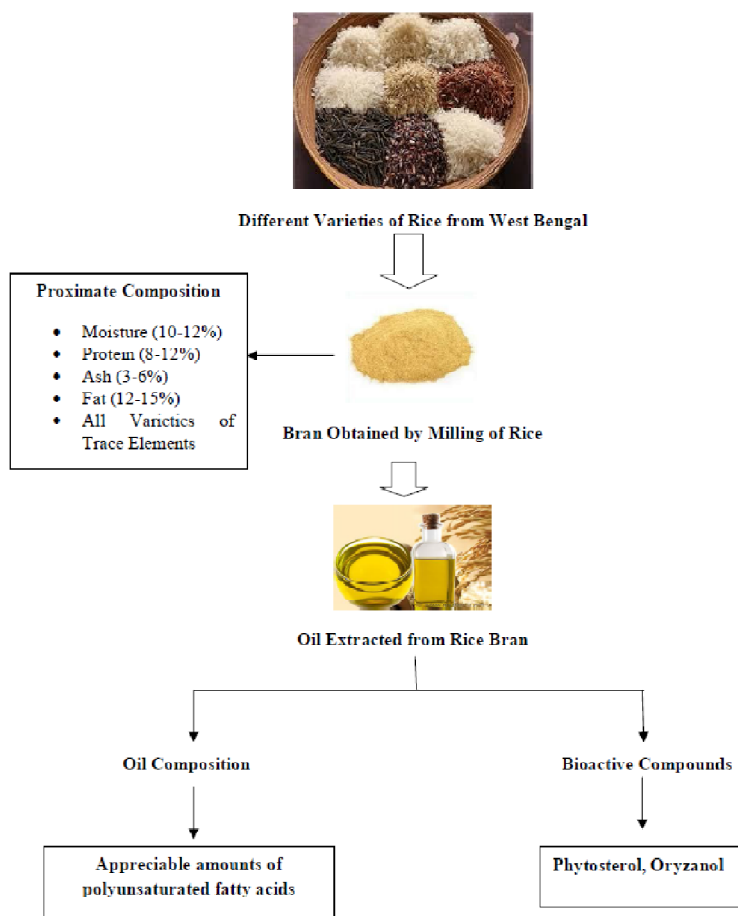 Different Varieties of Rice from West Bengal
Proximate Composition
• Moisture (10-12%)
• Protein (8-12%)
• Ash (3-6%)
• Fat (12-15%)
• All Varieties of
Trace Elements
Bran Obtained by Milling of Rice
Oil Extracted from Rice Bran
Oil Composition
Bioactive Compounds
Appreciable amounts of
polyunsaturated fatty acids
Phytosterol, Oryzanol